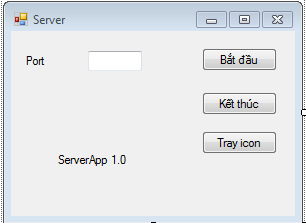 Server
Port
Bắt đầu
Kết thúc
Tray icon
ServerApp 1.0